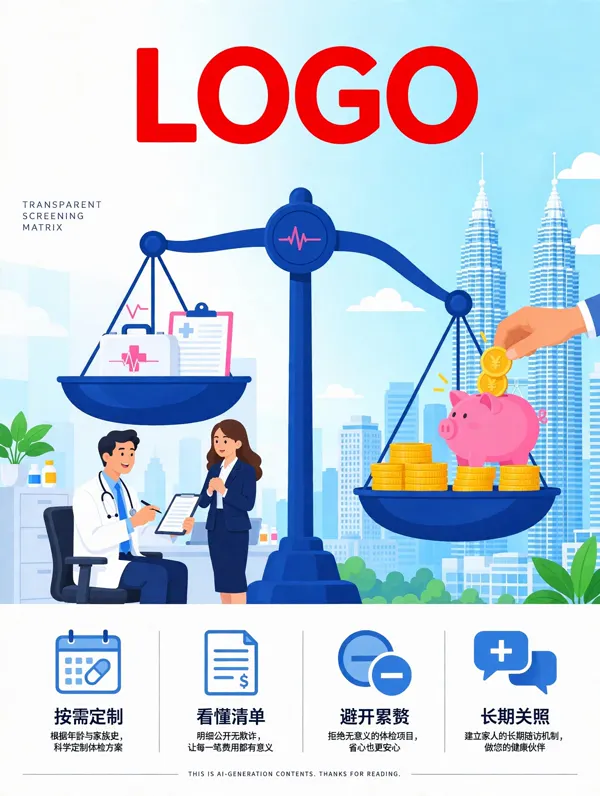 LOGO
TRANSPARENT
SCREENING
MATRIX
¥
¥
$
按需定制
根据年龄与家族史,
科学定制体检方案
看懂清单
明细公开无欺诈,
让每一笔费用都有意义
避开累赘
拒绝无意义的体检项目,
省心也更安心
长期关照
建立家人的长期随访机制,
做您的健康伙伴
THIS IS AI-GENERATION CONTENTS. THANKS FOR READING.